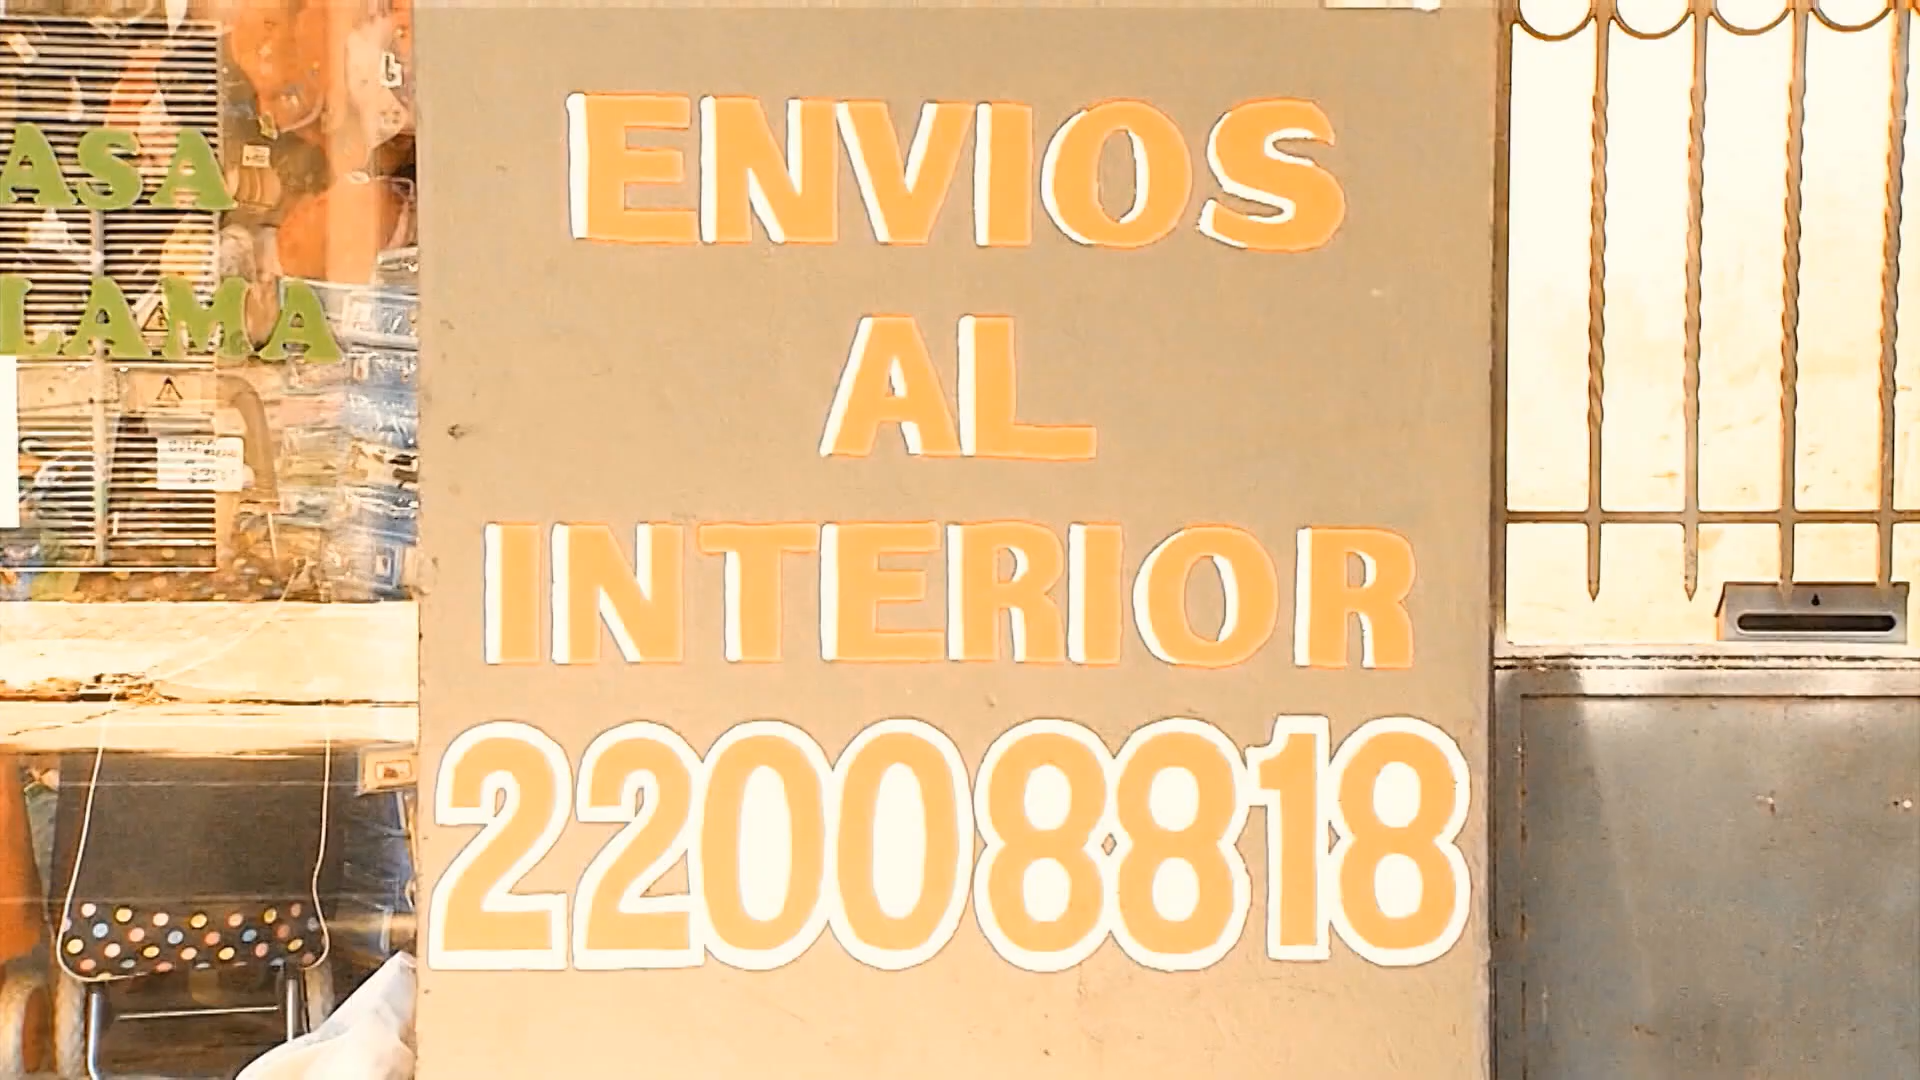 ASA
LAMA
ENVIOS
AL
INTERIOR
22008818